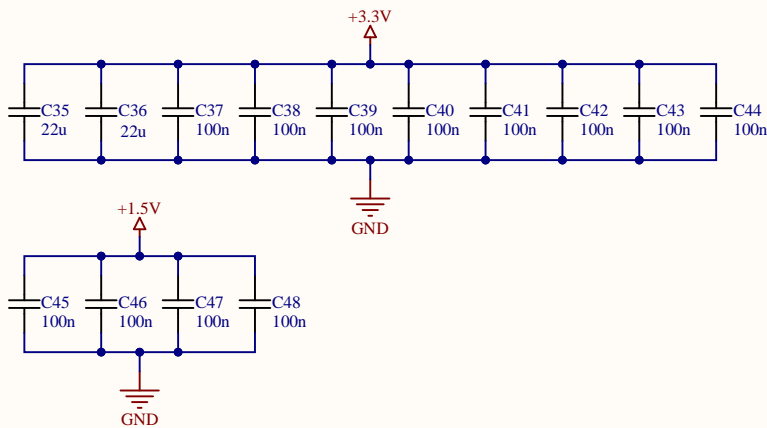 +3.3V
C35 C36 C37 C38 C39 C40 C41 C42 C43 C44
22u 22u 100n 100n 100n 100n 100n 100n 100n 100n
GND
+1.5V
C45 C46 C47 C48
100n 100n 100n 100n
GND